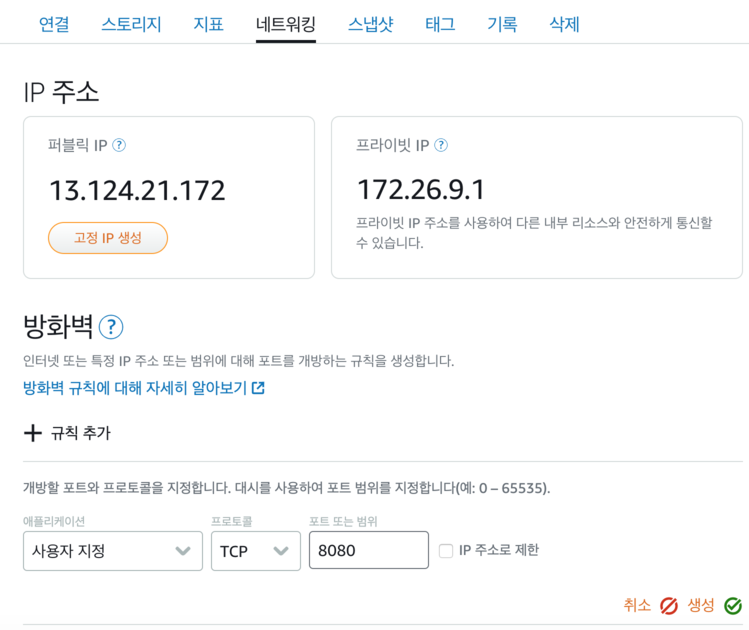 연결 스토리지 지표 네트워킹 스냅샷 태그 기록 삭제
IP 주소
퍼블릭 IP ?
13.124.21.172
고정 IP 생성
프라이빗 IP ?
172.26.9.1
프라이빗 IP 주소를 사용하여 다른 내부 리소스와 안전하게 통신할
수 있습니다.
방화벽 ?
인터넷 또는 특정 IP 주소 또는 범위에 대해 포트를 개방하는 규칙을 생성합니다.
방화벽 규칙에 대해 자세히 알아보기
+ 규칙 추가
개방할 포트와 프로토콜을 지정합니다. 대시를 사용하여 포트 범위를 지정합니다(예: 0 – 65535).
애플리케이션 프로토콜 포트 또는 범위
사용자 지정 TCP 8080 IP 주소로 제한
취소 생성